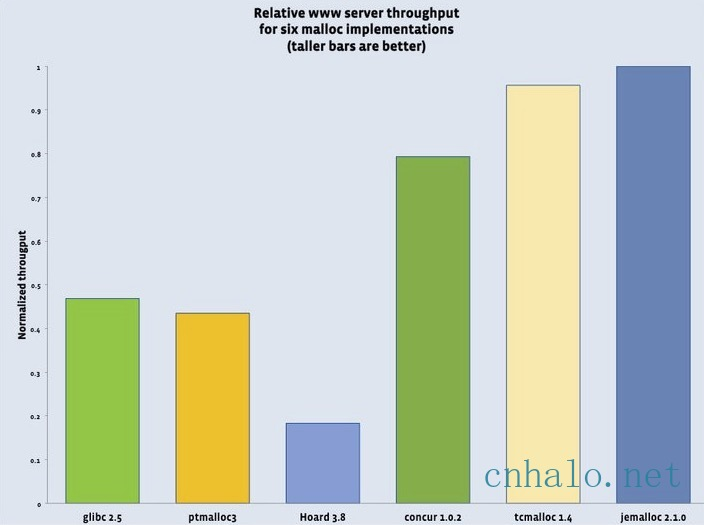 Relative www server throughput
for six malloc implementations
(taller bars are better)
Normalized througput
1
0.9
0.8
0.7
0.6
0.5
0.4
0.3
0.2
0.1
0
glibc 2.5
ptmalloc3
Hoard 3.8
concur 1.0.2
tcmalloc 1.4
jemalloc 2.1.0
cnhalo.net